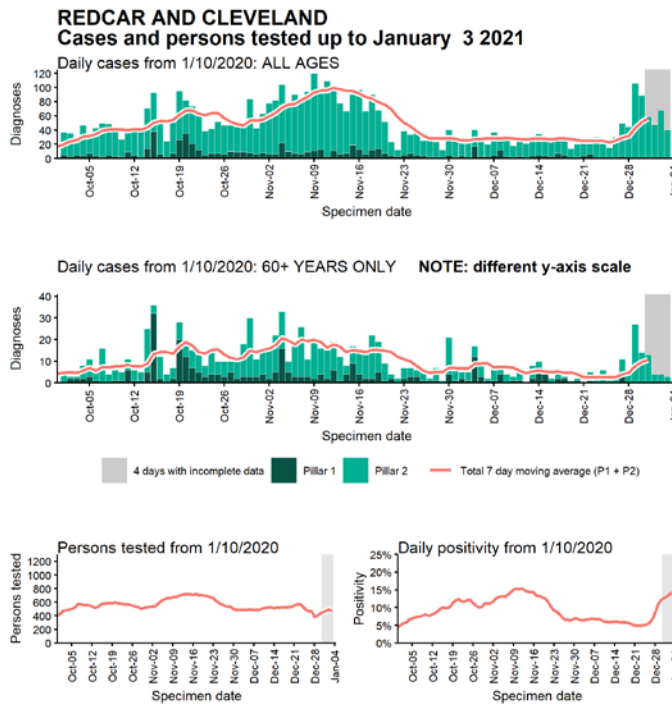 REDCAR AND CLEVELAND
Cases and persons tested up to January 3 2021
Daily cases from 1/10/2020: ALL AGES
Diagnoses
120
100
80
60
40
20
0
Oct-05
Oct-12
Oct-19
Oct-26
Nov-02
Nov-09
Nov-16
Nov-23
Nov-30
Dec-07
Dec-14
Dec-21
Dec-28
Specimen date
Daily cases from 1/10/2020: 60+ YEARS ONLY NOTE: different y-axis scale
Diagnoses
40
30
20
10
0
Oct-05
Oct-12
Oct-19
Oct-26
Nov-02
Nov-09
Nov-16
Nov-23
Nov-30
Dec-07
Dec-14
Dec-21
Dec-28
Specimen date
4 days with incomplete data Pillar 1 Pillar 2 Total 7 day moving average (P1 + P2)
Persons tested from 1/10/2020
Persons tested
1200
1000
800
600
400
200
0
Oct-05
Oct-12
Oct-19
Oct-26
Nov-02
Nov-09
Nov-16
Nov-23
Nov-30
Dec-07
Dec-14
Dec-21
Dec-28
Jan-04
Specimen date
Daily positivity from 1/10/2020
Positivity
25%
20%
15%
10%
5%
0%
Oct-05
Oct-12
Oct-19
Oct-26
Nov-02
Nov-09
Nov-16
Nov-23
Nov-30
Dec-07
Dec-14
Dec-21
Dec-28
Specimen date